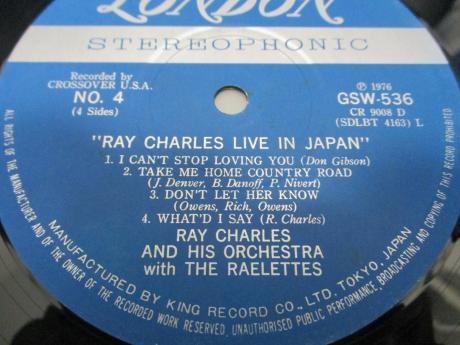 LONDON
STEREOPHONIC
Recorded by
CROSSOVER U.S.A.
NO. 4
(4 Sides)
℗ 1976
GSW-536
CR 9008 D
(SDLBT 4163) L
"RAY CHARLES LIVE IN JAPAN"
1. I CAN'T STOP LOVING YOU (Don Gibson)
2. TAKE ME HOME COUNTRY ROAD
(J. Denver, B. Danoff, P. Nivert)
3. DON'T LET HER KNOW
(Owens, Rich, Owens)
4. WHAT'D I SAY (R. Charles)
RAY CHARLES
AND HIS ORCHESTRA
with THE RAELETTES
MANUFACTURED BY KING RECORD CO., LTD, TOKYO, JAPAN
ALL RIGHTS OF THE MANUFACTURER AND OF THE OWNER OF THE RECORDED WORK RESERVED, UNAUTHORISED PUBLIC PERFORMANCE, BROADCASTING AND COPYING OF THIS RECORD PROHIBITED.